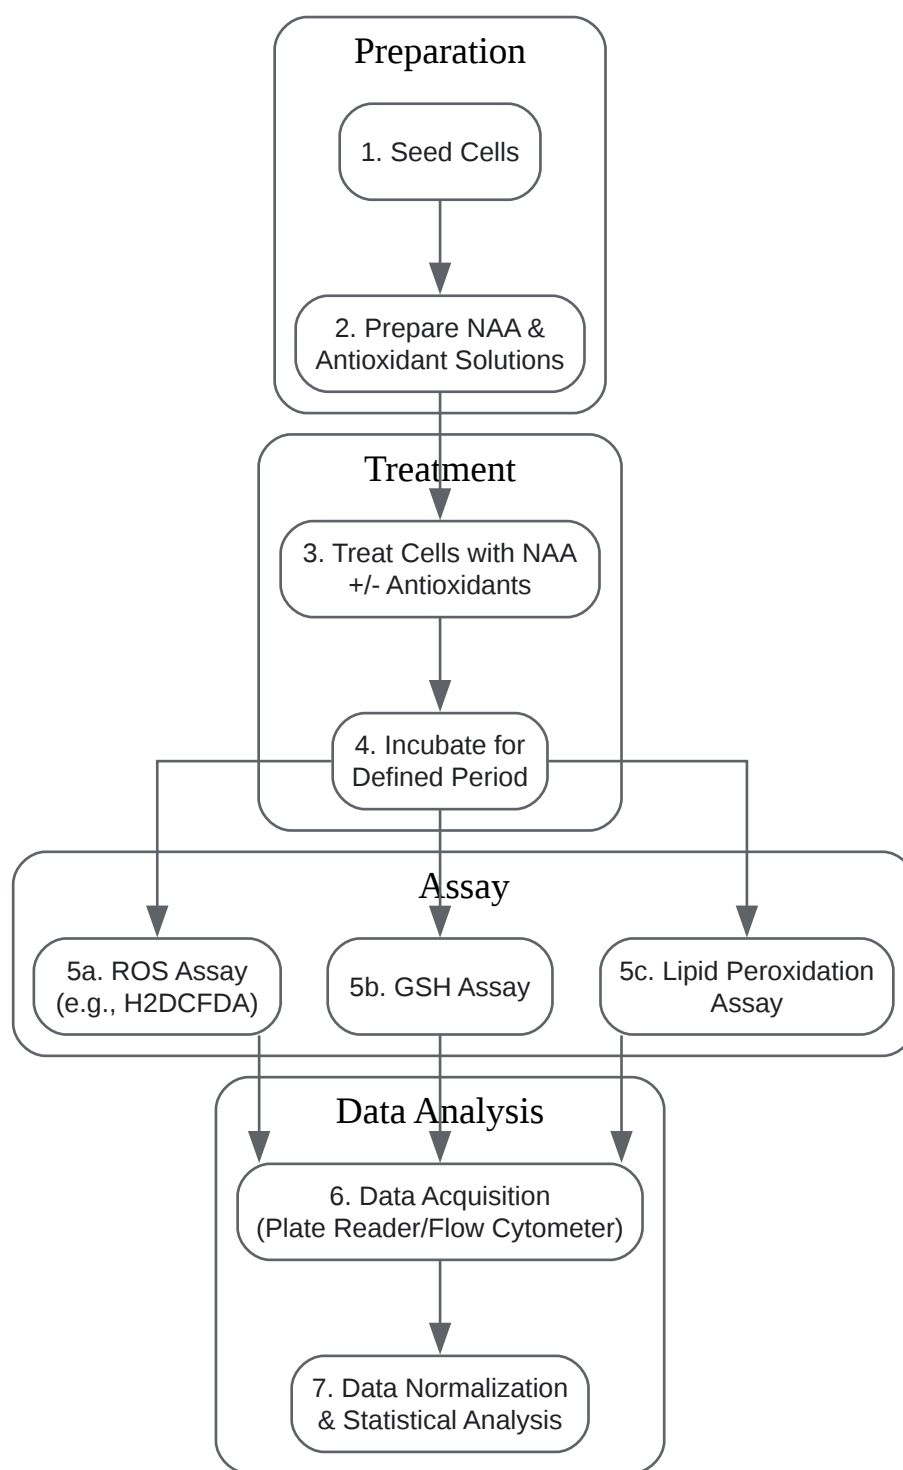 Preparation
1. Seed Cells
2. Prepare NAA &
Antioxidant Solutions
Treatment
3. Treat Cells with NAA
+/- Antioxidants
4. Incubate for
Defined Period
Assay
5a. ROS Assay
(e.g., H2DCFDA)
5b. GSH Assay
5c. Lipid Peroxidation
Assay
Data Analysis
6. Data Acquisition
(Plate Reader/Flow Cytometer)
7. Data Normalization
& Statistical Analysis